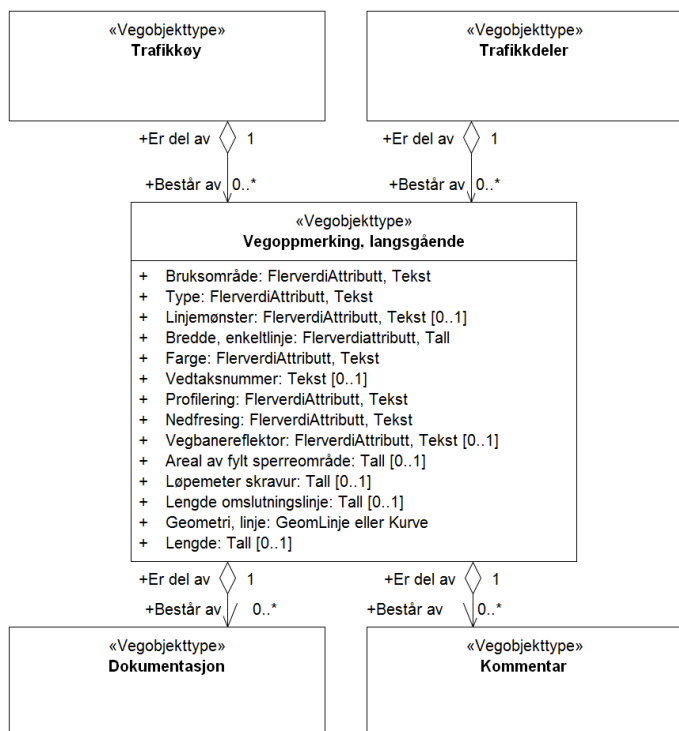 «Vegobjekttype»
Trafikkøy
«Vegobjekttype»
Trafikkdeler
+Er del av 1
+Består av 0..*
+Er del av 1
+Består av 0..*
«Vegobjekttype»
Vegoppmerking, langsgående
+ Bruksområde: FlerverdiAttributt, Tekst
+ Type: FlerverdiAttributt, Tekst
+ Linjemønster: FlerverdiAttributt, Tekst [0..1]
+ Bredde, enkeltlinje: Flerverdiattributt, Tall
+ Farge: FlerverdiAttributt, Tekst
+ Vedtaksnummer: Tekst [0..1]
+ Profilering: FlerverdiAttributt, Tekst
+ Nedfresing: FlerverdiAttributt, Tekst
+ Vegbanereflektor: FlerverdiAttributt, Tekst [0..1]
+ Areal av fylt sperreområde: Tall [0..1]
+ Løpemeter skravur: Tall [0..1]
+ Lengde omslutningslinje: Tall [0..1]
+ Geometri, linje: GeomLinje eller Kurve
+ Lengde: Tall [0..1]
+Er del av 1
+Består av 0..*
+Er del av 1
+Består av 0..*
«Vegobjekttype»
Dokumentasjon
«Vegobjekttype»
Kommentar